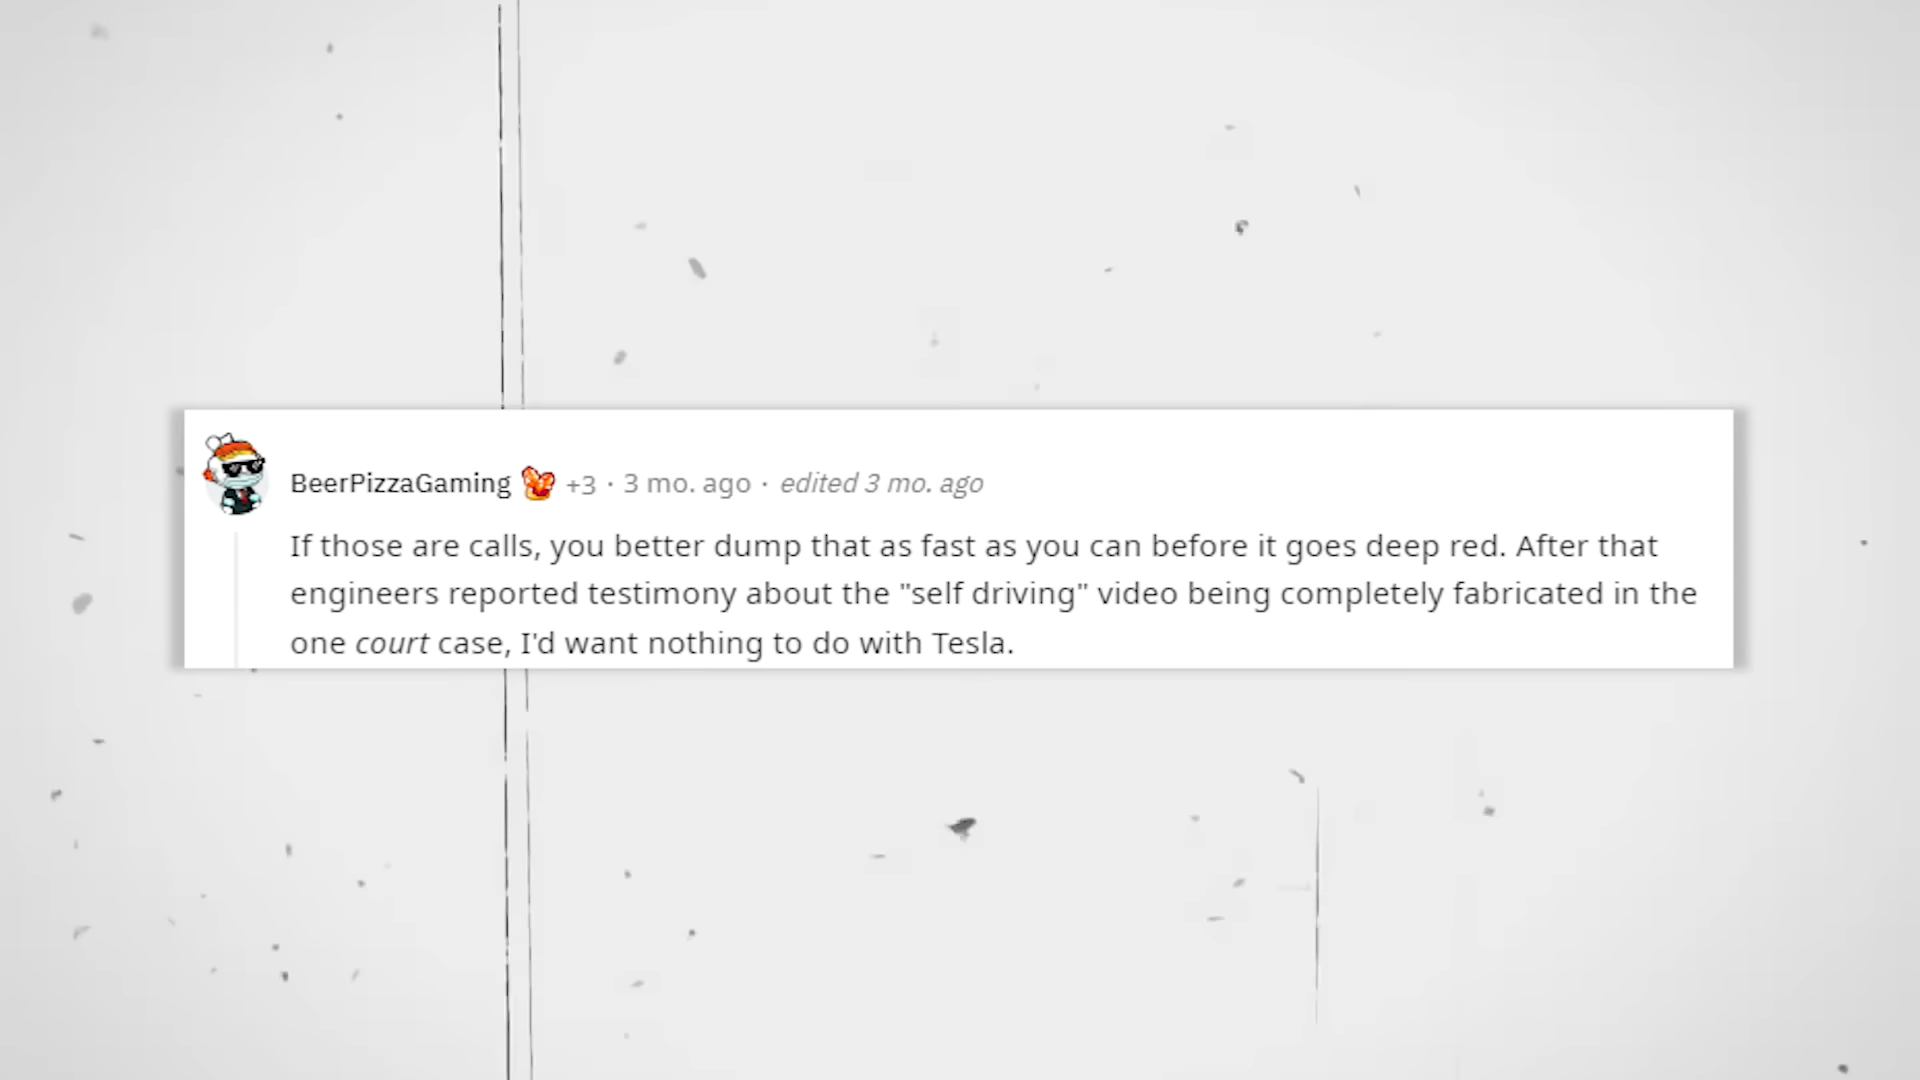 BeerPizzaGaming +3 · 3 mo. ago · edited 3 mo. ago
If those are calls, you better dump that as fast as you can before it goes deep red. After that
engineers reported testimony about the "self driving" video being completely fabricated in the
one court case, I'd want nothing to do with Tesla.